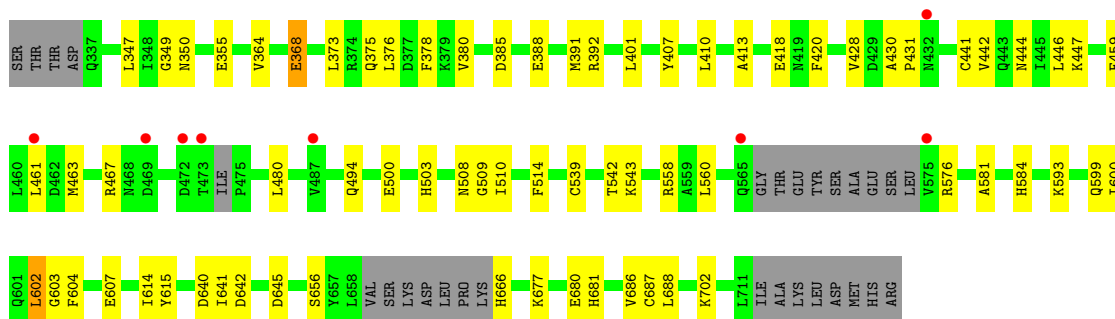 SER THR THR ASP Q337 L347 I348 G349 N350 E355 V364 E368 L373 R374 Q375 L376 D377 F378 K379 V380 D385 E388 M391 R392 L401 Y407 L410 A413 E418 N419 F420 V428 D429 A430 P431 N432 C441 V442 Q443 N444 I445 L446 K447
L460 L461 D462 M463 R467 N468 D469 D472 T473 ILE P475 L480 V487 Q494 E500 H503 N508 G509 I510 F514 C539 T542 K543 R558 A559 L560 Q565 GLY THR GLU TYR SER ALA GLU SER LEU V575 R576 A581 H584 K593 Q599
Q601 L602 G603 F604 E607 I614 Y615 D640 I641 D642 D645 S656 Y657 L658 VAL SER LYS ASP LEU PRO LYS H666 K677 E680 H681 V686 C687 L688 K702 L711 ILE ALA LYS LEU ASP MET HIS ARG